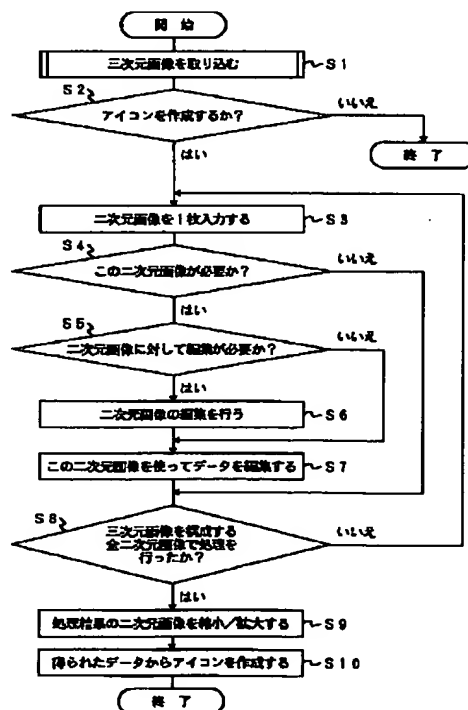 開 始
三次元画像を取り込む
S1
S2
アイコンを作成するか?
いいえ
はい
終 了
二次元画像を1枚入力する
S3
S4
この二次元画像が必要か?
いいえ
はい
S5
二次元画像に対して編集が必要か?
いいえ
はい
二次元画像の編集を行う
S6
この二次元画像を使ってデータを編集する
S7
S8
三次元画像を構成する
全二次元画像で処理を
行ったか?
いいえ
はい
処理結果の二次元画像を縮小/拡大する
S9
得られたデータからアイコンを作成する
S10
終 了